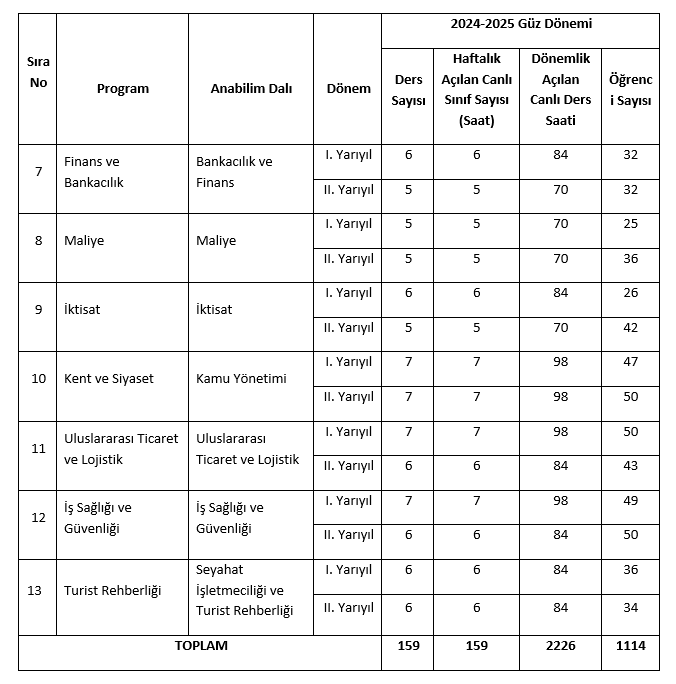 2024-2025 Güz Dönemi
Sıra No | Program | Anabilim Dalı | Dönem | Ders Sayısı | Haftalık Açılan Canlı Sınıf Sayısı (Saat) | Dönemlik Açılan Canlı Ders Saati | Öğrenci Sayısı
7 | Finans ve Bankacılık | Bankacılık ve Finans | I. Yarıyıl | 6 | 6 | 84 | 32
II. Yarıyıl | 5 | 5 | 70 | 32
8 | Maliye | Maliye | I. Yarıyıl | 5 | 5 | 70 | 25
II. Yarıyıl | 5 | 5 | 70 | 36
9 | İktisat | İktisat | I. Yarıyıl | 6 | 6 | 84 | 26
II. Yarıyıl | 5 | 5 | 70 | 42
10 | Kent ve Siyaset | Kamu Yönetimi | I. Yarıyıl | 7 | 7 | 98 | 47
II. Yarıyıl | 7 | 7 | 98 | 50
11 | Uluslararası Ticaret ve Lojistik | Uluslararası Ticaret ve Lojistik | I. Yarıyıl | 7 | 7 | 98 | 50
II. Yarıyıl | 6 | 6 | 84 | 43
12 | İş Sağlığı ve Güvenliği | İş Sağlığı ve Güvenliği | I. Yarıyıl | 7 | 7 | 98 | 49
II. Yarıyıl | 6 | 6 | 84 | 50
13 | Turist Rehberliği | Seyahat İşletmeciliği ve Turist Rehberliği | I. Yarıyıl | 6 | 6 | 84 | 36
II. Yarıyıl | 6 | 6 | 84 | 34
TOPLAM | 159 | 159 | 2226 | 1114